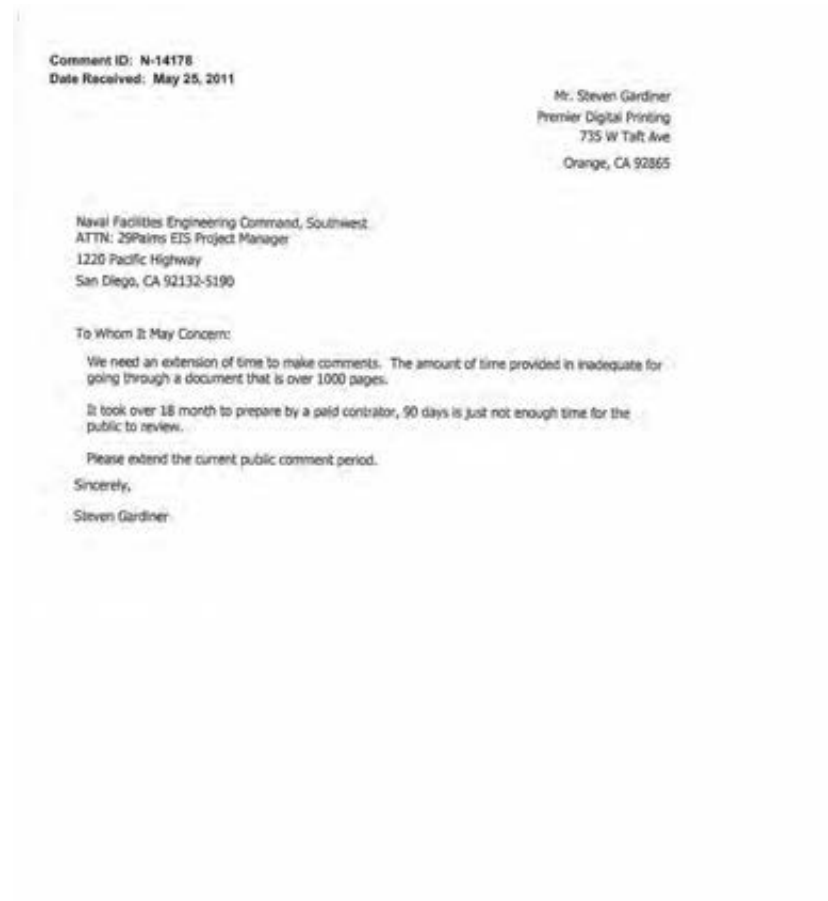 Comment ID: N-14178
Date Received: May 25, 2011
Mr. Steven Gardiner
Premier Digital Printing
735 W Taft Ave
Orange, CA 92865
Naval Facilities Engineering Command, Southwest
ATTN: 29Palms EIS Project Manager
1220 Pacific Highway
San Diego, CA 92132-5190
To Whom It May Concern:
We need an extension of time to make comments. The amount of time provided in inadequate for
going through a document that is over 1000 pages.
It took over 18 month to prepare by a paid contrator, 90 days is just not enough time for the
public to review.
Please extend the current public comment period.
Sincerely,
Steven Gardiner